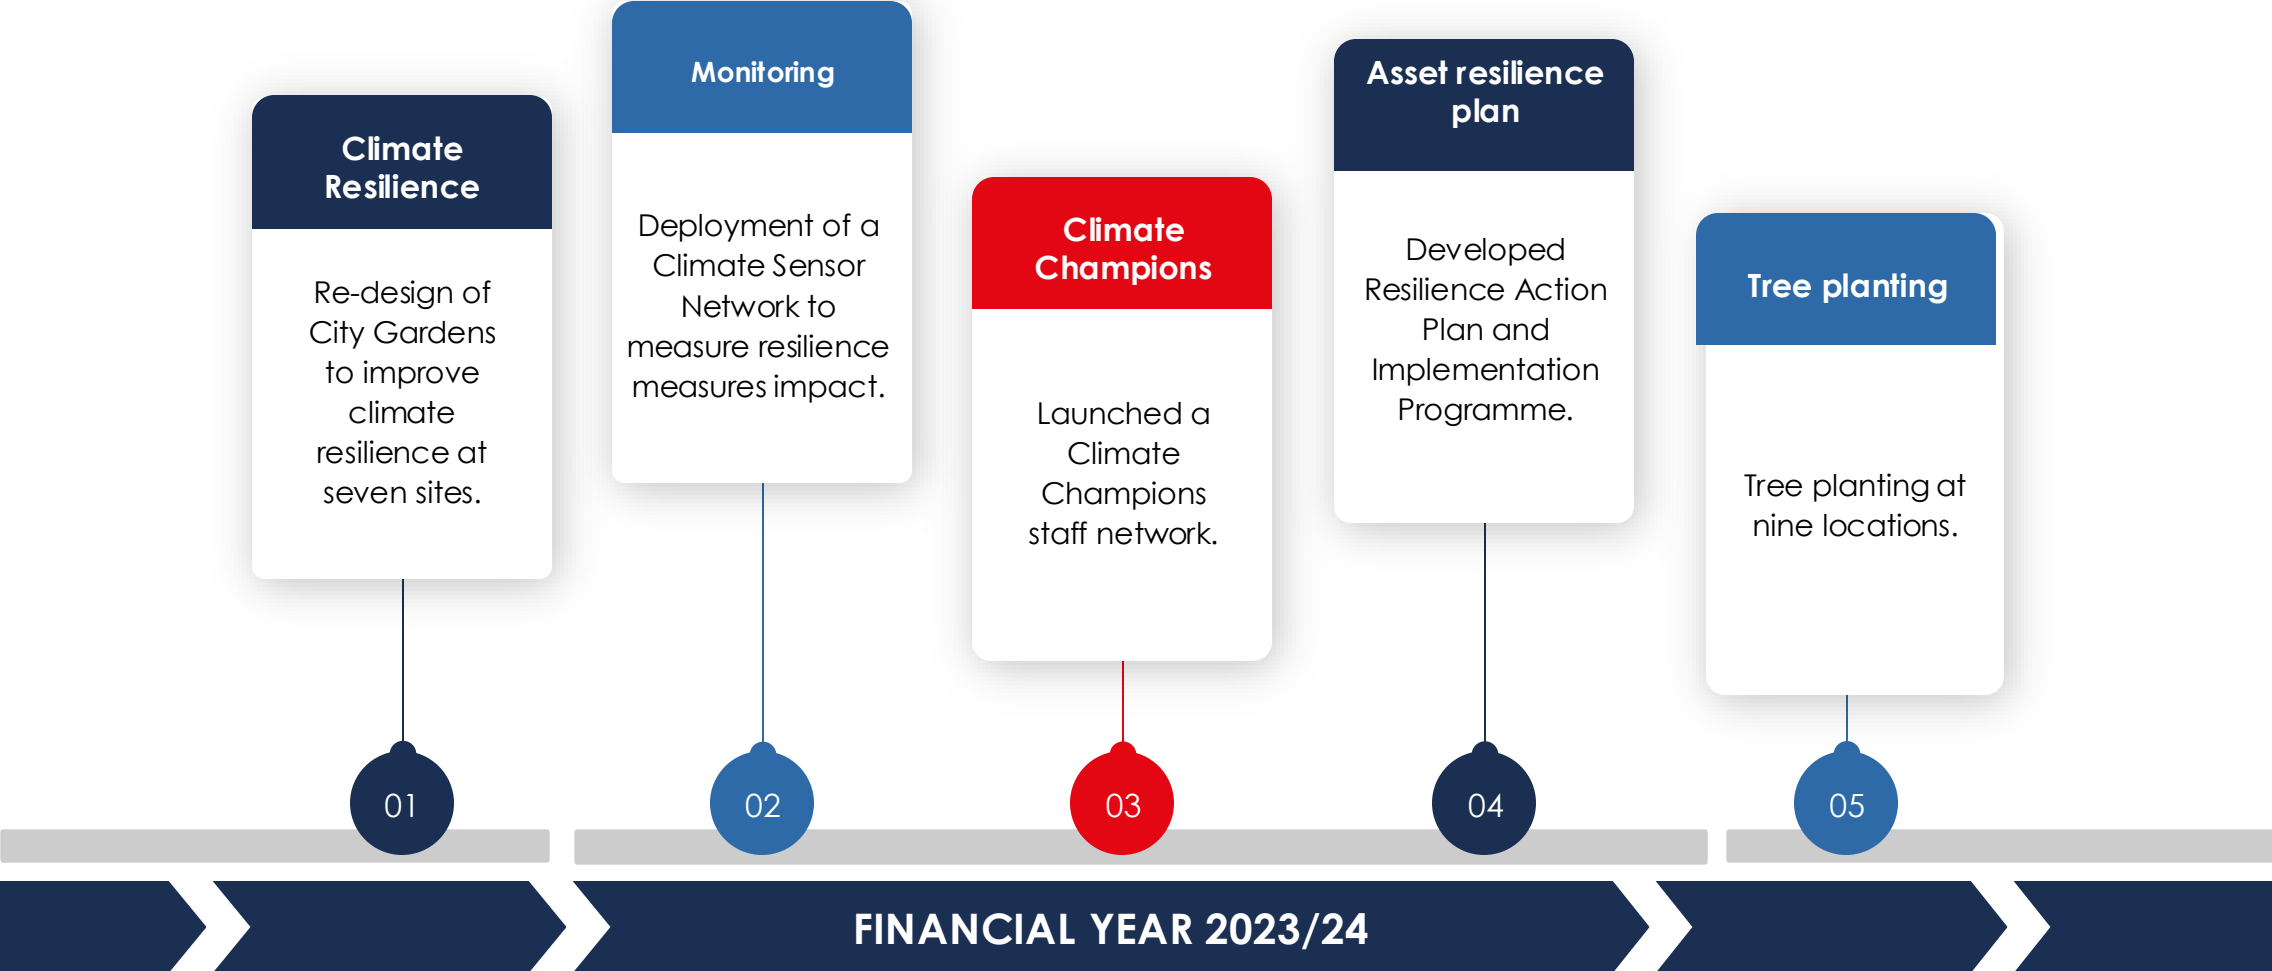 Climate
Resilience
Re-design of
City Gardens
to improve
climate
resilience at
seven sites.
01
Monitoring
Deployment of a
Climate Sensor
Network to
measure resilience
measures impact.
02
Climate
Champions
Launched a
Climate
Champions
staff network.
03
Asset resilience
plan
Developed
Resilience Action
Plan and
Implementation
Programme.
04
Tree planting
Tree planting at
nine locations.
05
FINANCIAL YEAR 2023/24